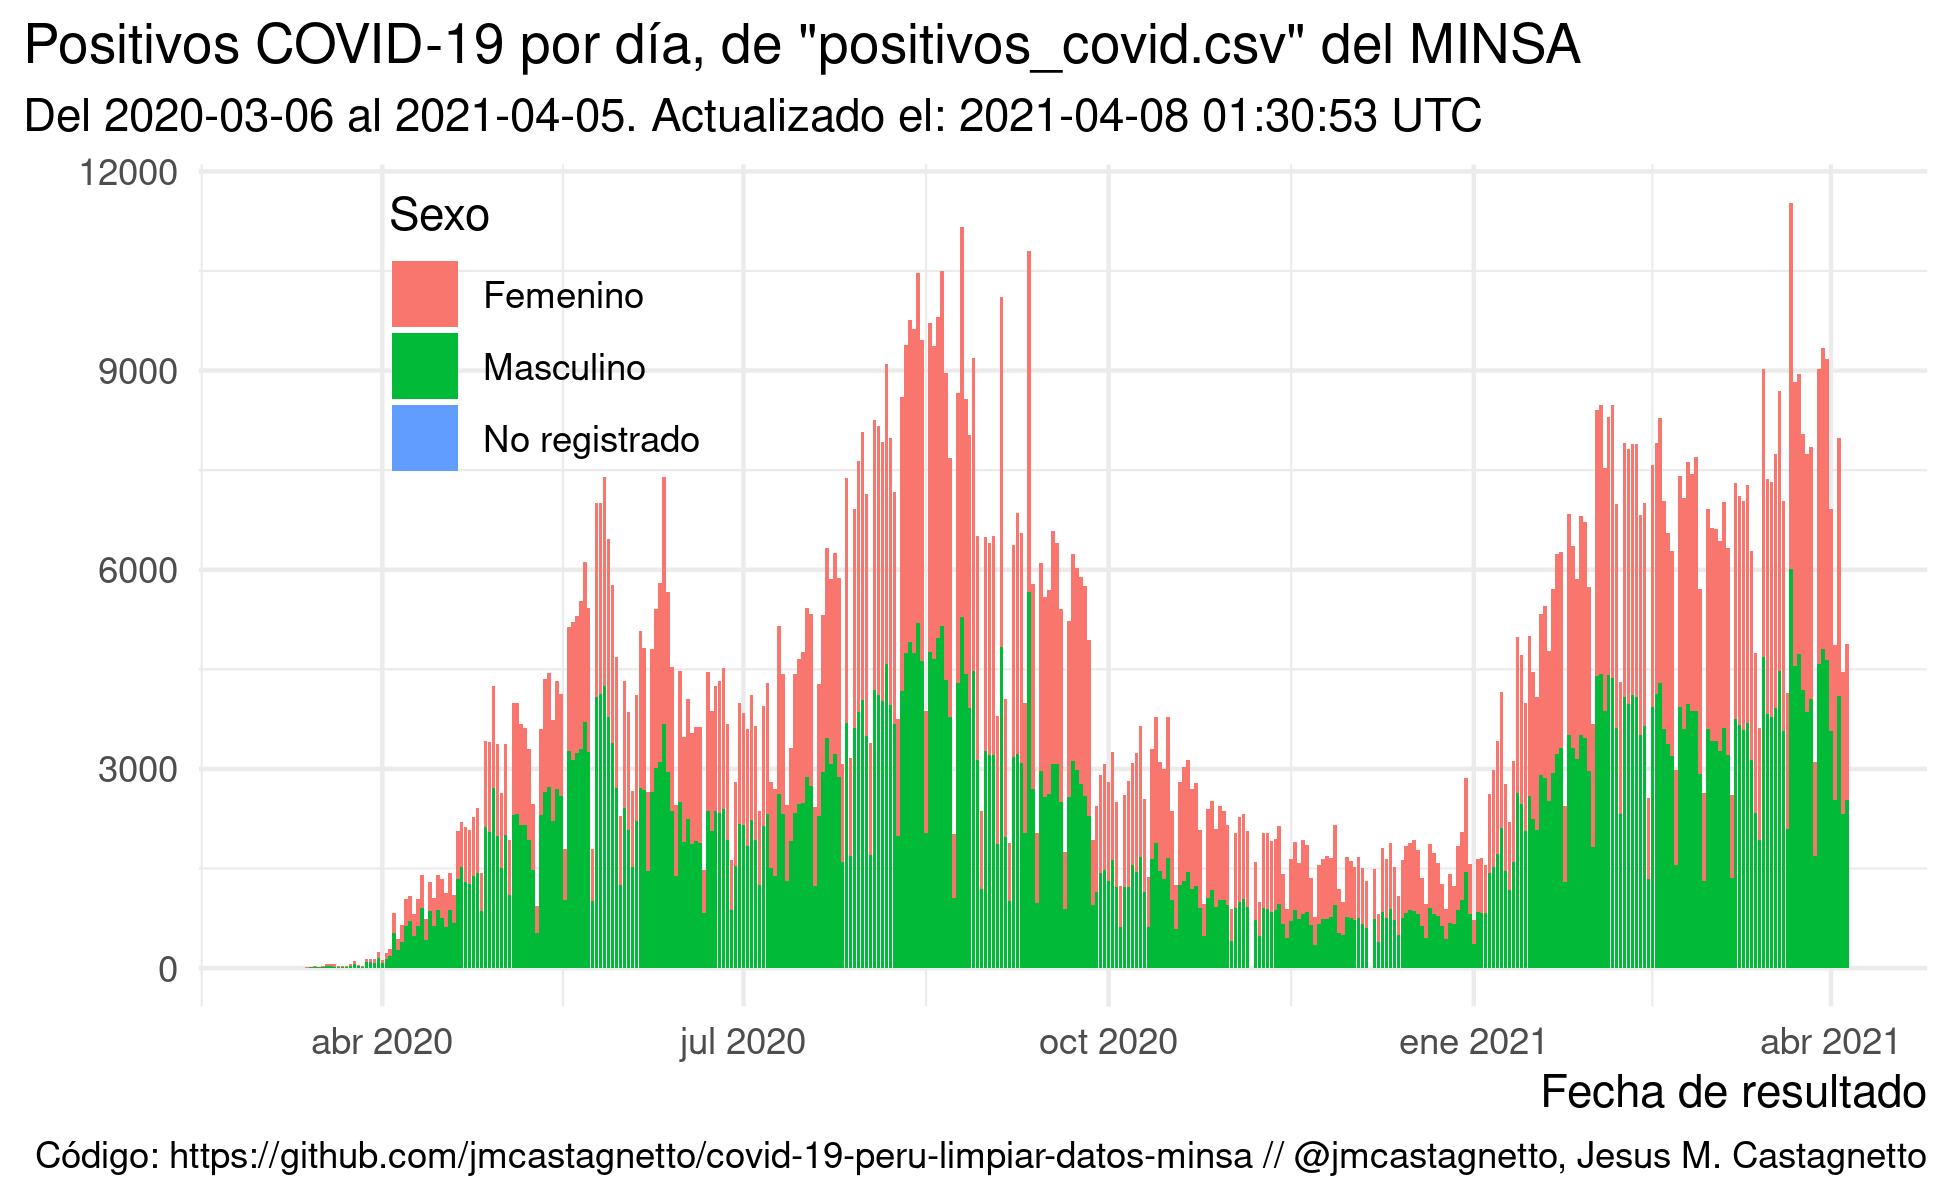 Positivos COVID-19 por día, de "positivos_covid.csv" del MINSA
Del 2020-03-06 al 2021-04-05. Actualizado el: 2021-04-08 01:30:53 UTC
12000
9000
6000
3000
0
Sexo
Femenino
Masculino
No registrado
abr 2020
jul 2020
oct 2020
ene 2021
abr 2021
Fecha de resultado
Código: https://github.com/jmcastagnetto/covid-19-peru-limpiar-datos-minsa // @jmcastagnetto, Jesus M. Castagnetto